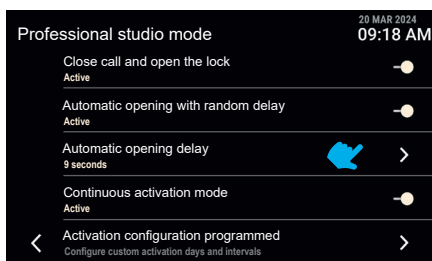 20 MAR 2024
Professional studio mode
09:18 AM
Close call and open the lock
Active
Automatic opening with random delay
Active
Automatic opening delay
9 seconds
Continuous activation mode
Active
Activation configuration programmed
Configure custom activation days and intervals